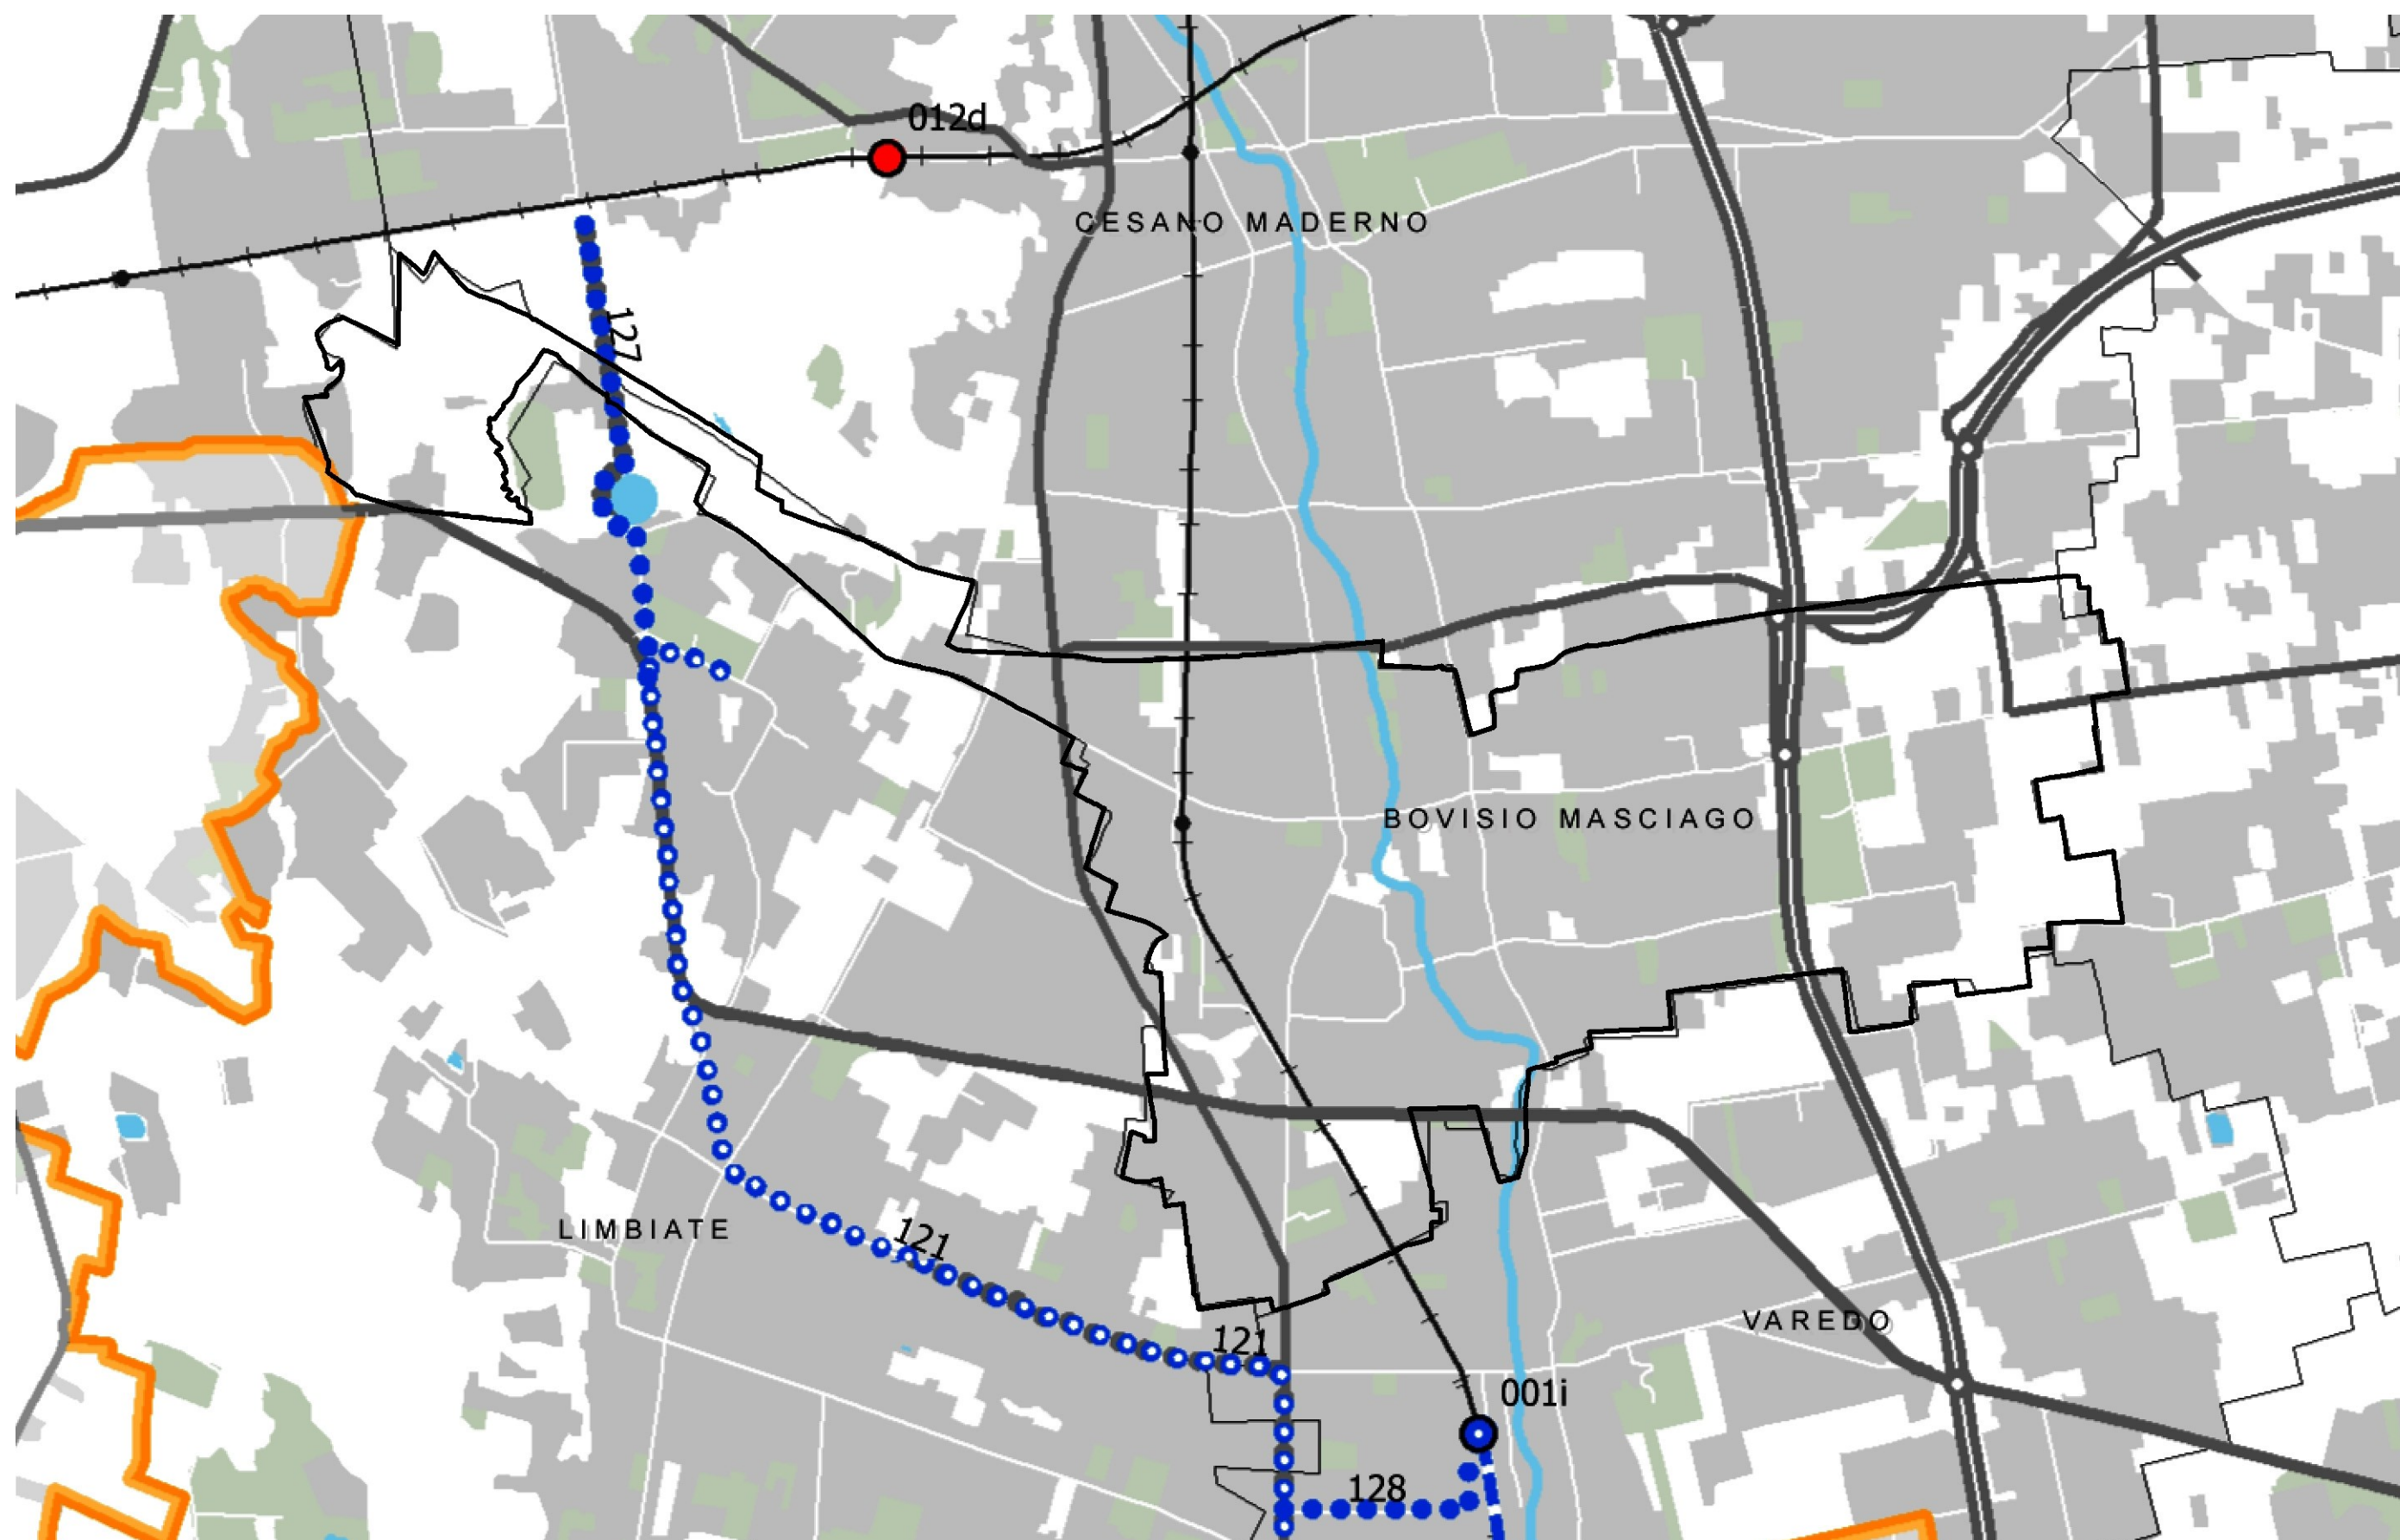 012d
CESANO MADERNO
127
BOVISIO MASCIAGO
LIMBIATE
121
VAREDO
121
001i
128